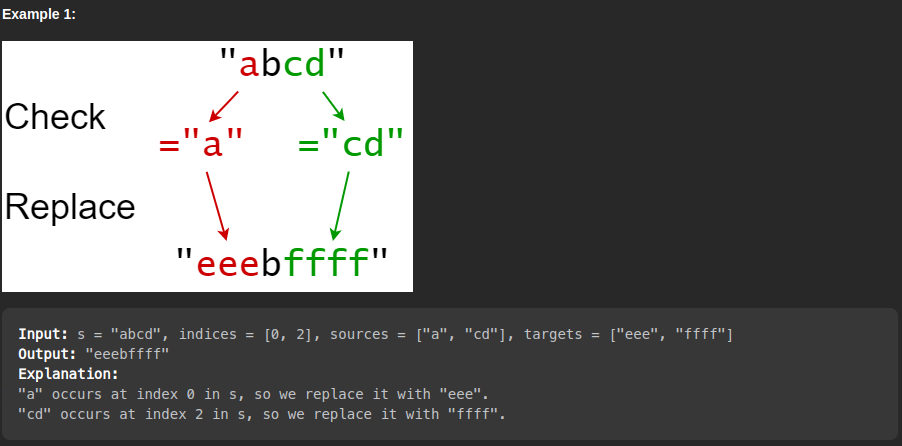 Example 1:
"abcd"
Check
="a" ="cd"
Replace
"eeebffff"
Input: s = "abcd", indices = [0, 2], sources = ["a", "cd"], targets = ["eee", "ffff"]
Output: "eeebffff"
Explanation:
"a" occurs at index 0 in s, so we replace it with "eee".
"cd" occurs at index 2 in s, so we replace it with "ffff".